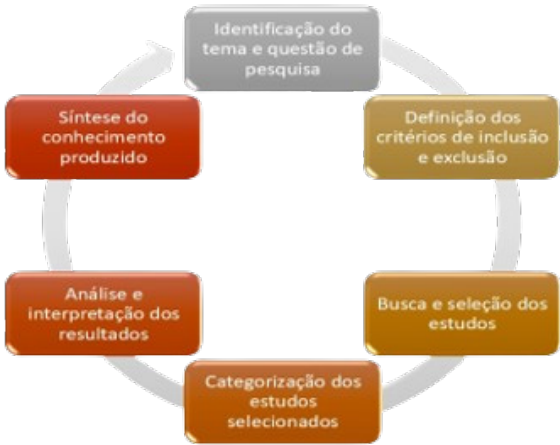 Identificação do
tema e questão de
pesquisa
Definição dos
critérios de inclusão
e exclusão
Busca e seleção dos
estudos
Categorização dos
estudos
selecionados
Análise e
interpretação dos
resultados
Síntese do
conhecimento
produzido